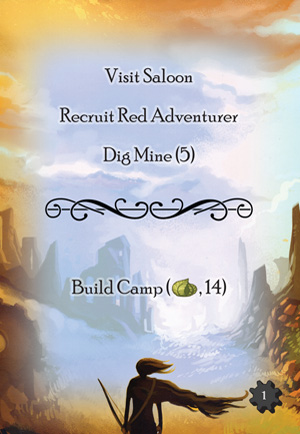 Visit Saloon
Recruit Red Adventurer
Dig Mine (5)
Build Camp ( , 14)
1